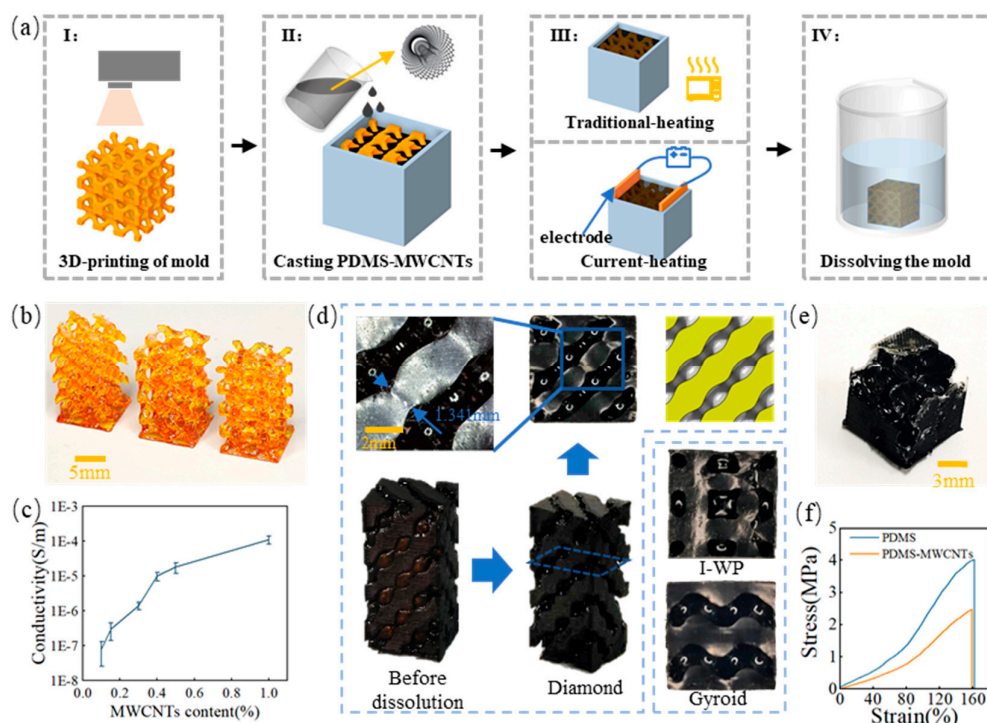 (a)
I:
3D-printing of mold
II:
Casting PDMS-MWCNTs
III:
Traditional-heating
electrode
Current-heating
IV:
Dissolving the mold
(b)
5mm
(c)
Conductivity(S/m)
1E-3
1E-4
1E-5
1E-6
1E-7
1E-8
0.0 0.2 0.4 0.6 0.8 1.0
MWCNTs content(%)
(d)
1.341mm
2mm
Before
dissolution
Diamond
I-WP
Gyroid
(e)
3mm
(f)
Stress(MPa)
5
4
3
2
1
0
PDMS
PDMS-MWCNTs
0 40 80 120 160
Strain(%)